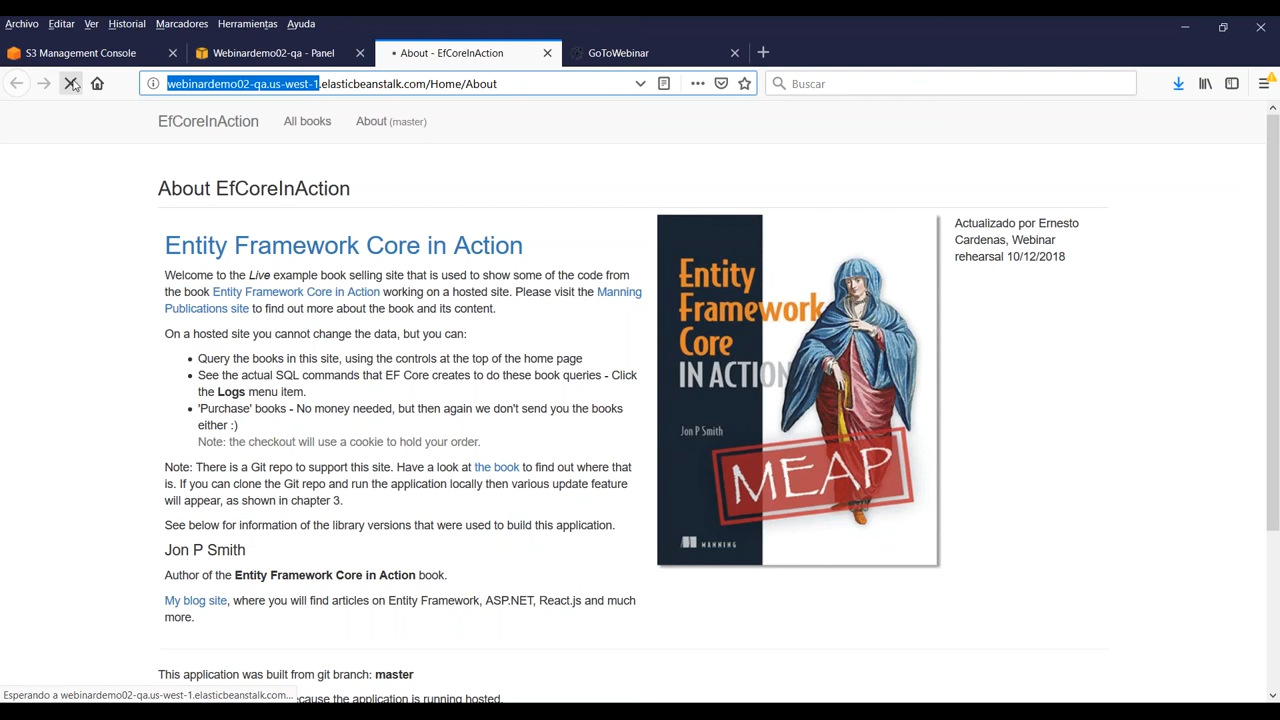 Archivo Editar Ver Historial Marcadores Herramientas Ayuda
S3 Management Console
Webinardemo02-qa - Panel
About - EfCoreInAction
GoToWebinar
webinardemo02-qa.us-west-1.elasticbeanstalk.com/Home/About
Buscar
EfCoreInAction All books About (master)
About EfCoreInAction
Entity Framework Core in Action
Welcome to the Live example book selling site that is used to show some of the code from
the book Entity Framework Core in Action working on a hosted site. Please visit the Manning
Publications site to find out more about the book and its content.
On a hosted site you cannot change the data, but you can:
• Query the books in this site, using the controls at the top of the home page
• See the actual SQL commands that EF Core creates to do these book queries - Click
the Logs menu item.
• 'Purchase' books - No money needed, but then again we don't send you the books
either :)
Note: the checkout will use a cookie to hold your order.
Note: There is a Git repo to support this site. Have a look at the book to find out where that
is. If you can clone the Git repo and run the application locally then various update feature
will appear, as shown in chapter 3.
See below for information of the library versions that were used to build this application.
Jon P Smith
Author of the Entity Framework Core in Action book.
My blog site, where you will find articles on Entity Framework, ASP.NET, React.js and much
more.
Entity
Framework
Core
IN ACTION
Jon P Smith
MEAP
MANNING
Actualizado por Ernesto
Cardenas, Webinar
rehearsal 10/12/2018
This application was built from git branch: master
Esperando a webinardemo02-qa.us-west-1.elasticbeanstalk.com...
cause the application is running hosted.